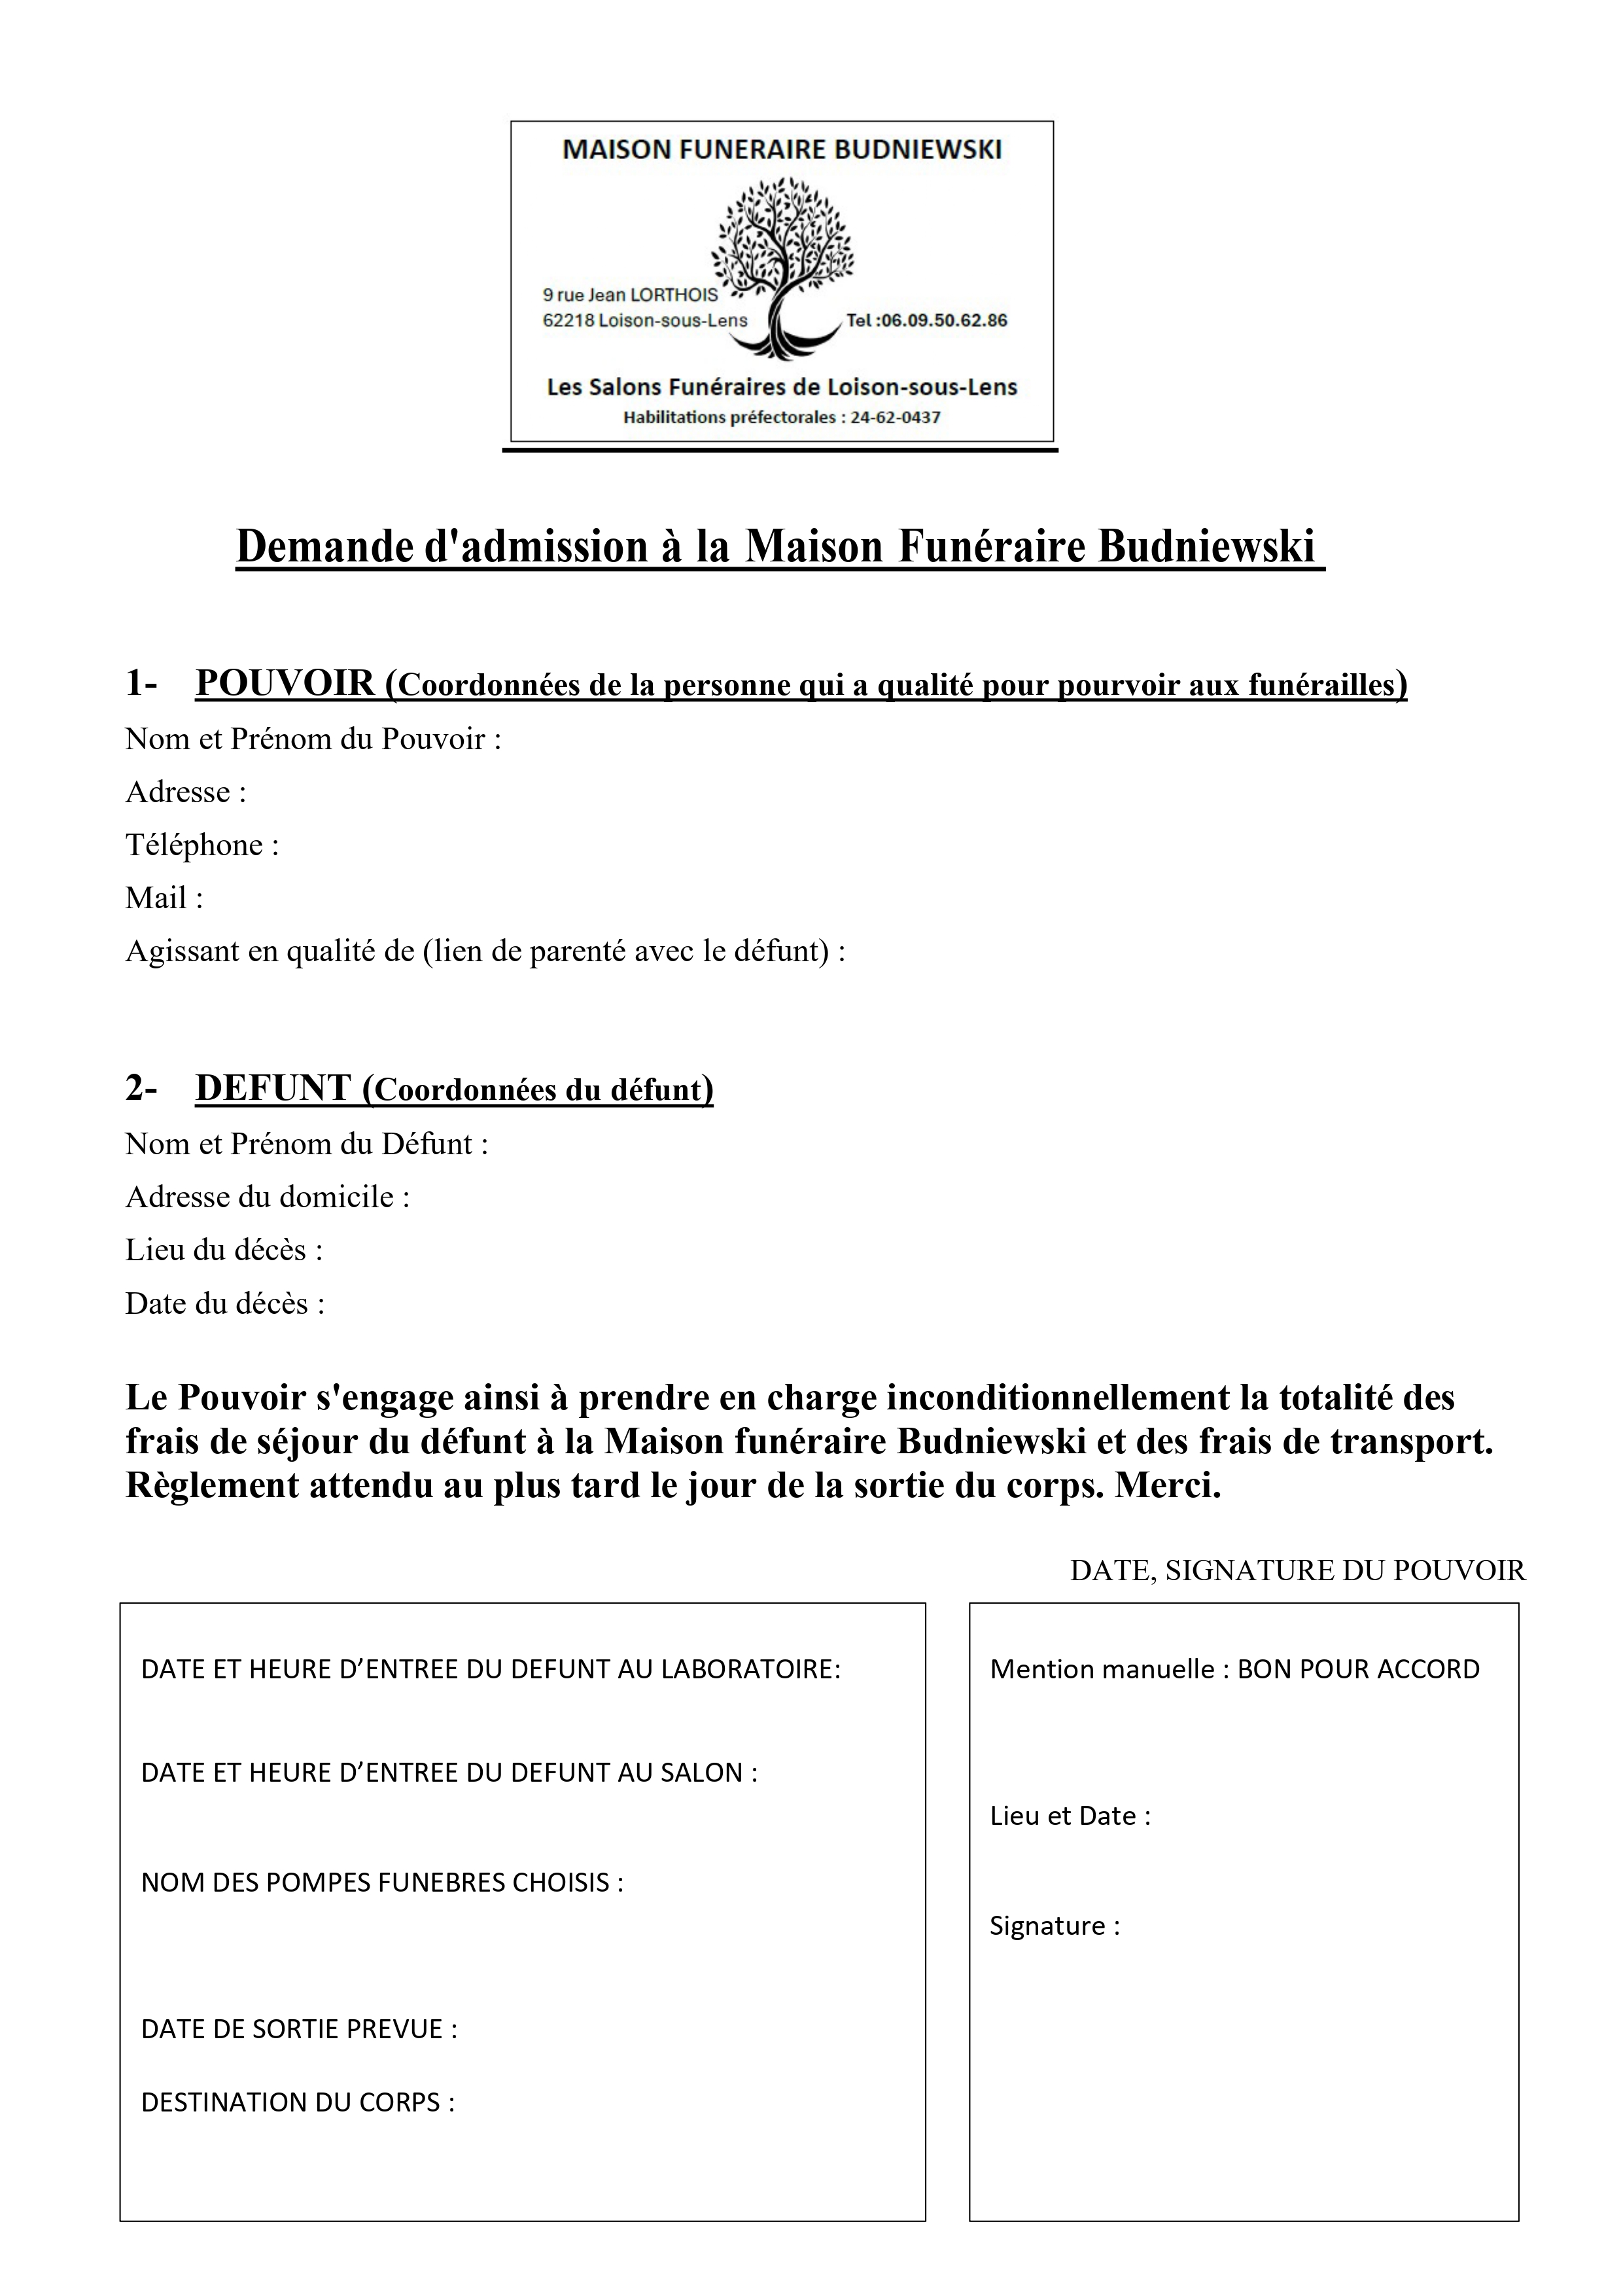 MAISON FUNERAIRE BUDNIEWSKI
9 rue Jean LORTHOIS
62218 Loison-sous-Lens
Tel :06.09.50.62.86
Les Salons Funéraires de Loison-sous-Lens
Habilitations préfectorales : 24-62-0437
Demande d'admission à la Maison Funéraire Budniewski
1- POUVOIR (Coordonnées de la personne qui a qualité pour pourvoir aux funérailles)
Nom et Prénom du Pouvoir :
Adresse :
Téléphone :
Mail :
Agissant en qualité de (lien de parenté avec le défunt) :
2- DEFUNT (Coordonnées du défunt)
Nom et Prénom du Défunt :
Adresse du domicile :
Lieu du décès :
Date du décès :
Le Pouvoir s'engage ainsi à prendre en charge inconditionnellement la totalité des
frais de séjour du défunt à la Maison funéraire Budniewski et des frais de transport.
Règlement attendu au plus tard le jour de la sortie du corps. Merci.
DATE, SIGNATURE DU POUVOIR
DATE ET HEURE D’ENTREE DU DEFUNT AU LABORATOIRE:
DATE ET HEURE D’ENTREE DU DEFUNT AU SALON :
NOM DES POMPES FUNEBRES CHOISIS :
DATE DE SORTIE PREVUE :
DESTINATION DU CORPS :
Mention manuelle : BON POUR ACCORD
Lieu et Date :
Signature :